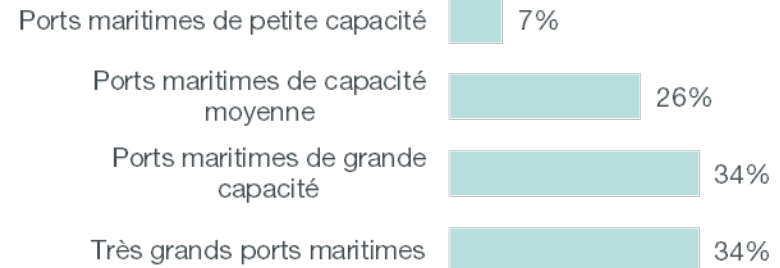 Ports maritimes de petite capacité 7%
Ports maritimes de capacité
moyenne 26%
Ports maritimes de grande
capacité 34%
Très grands ports maritimes 34%